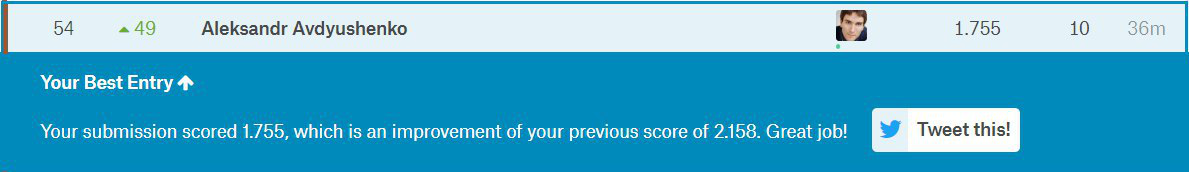 54 49 Aleksandr Avdyushenko 1.755 10 36m
Your Best Entry
Your submission scored 1.755, which is an improvement of your previous score of 2.158. Great job! Tweet this!